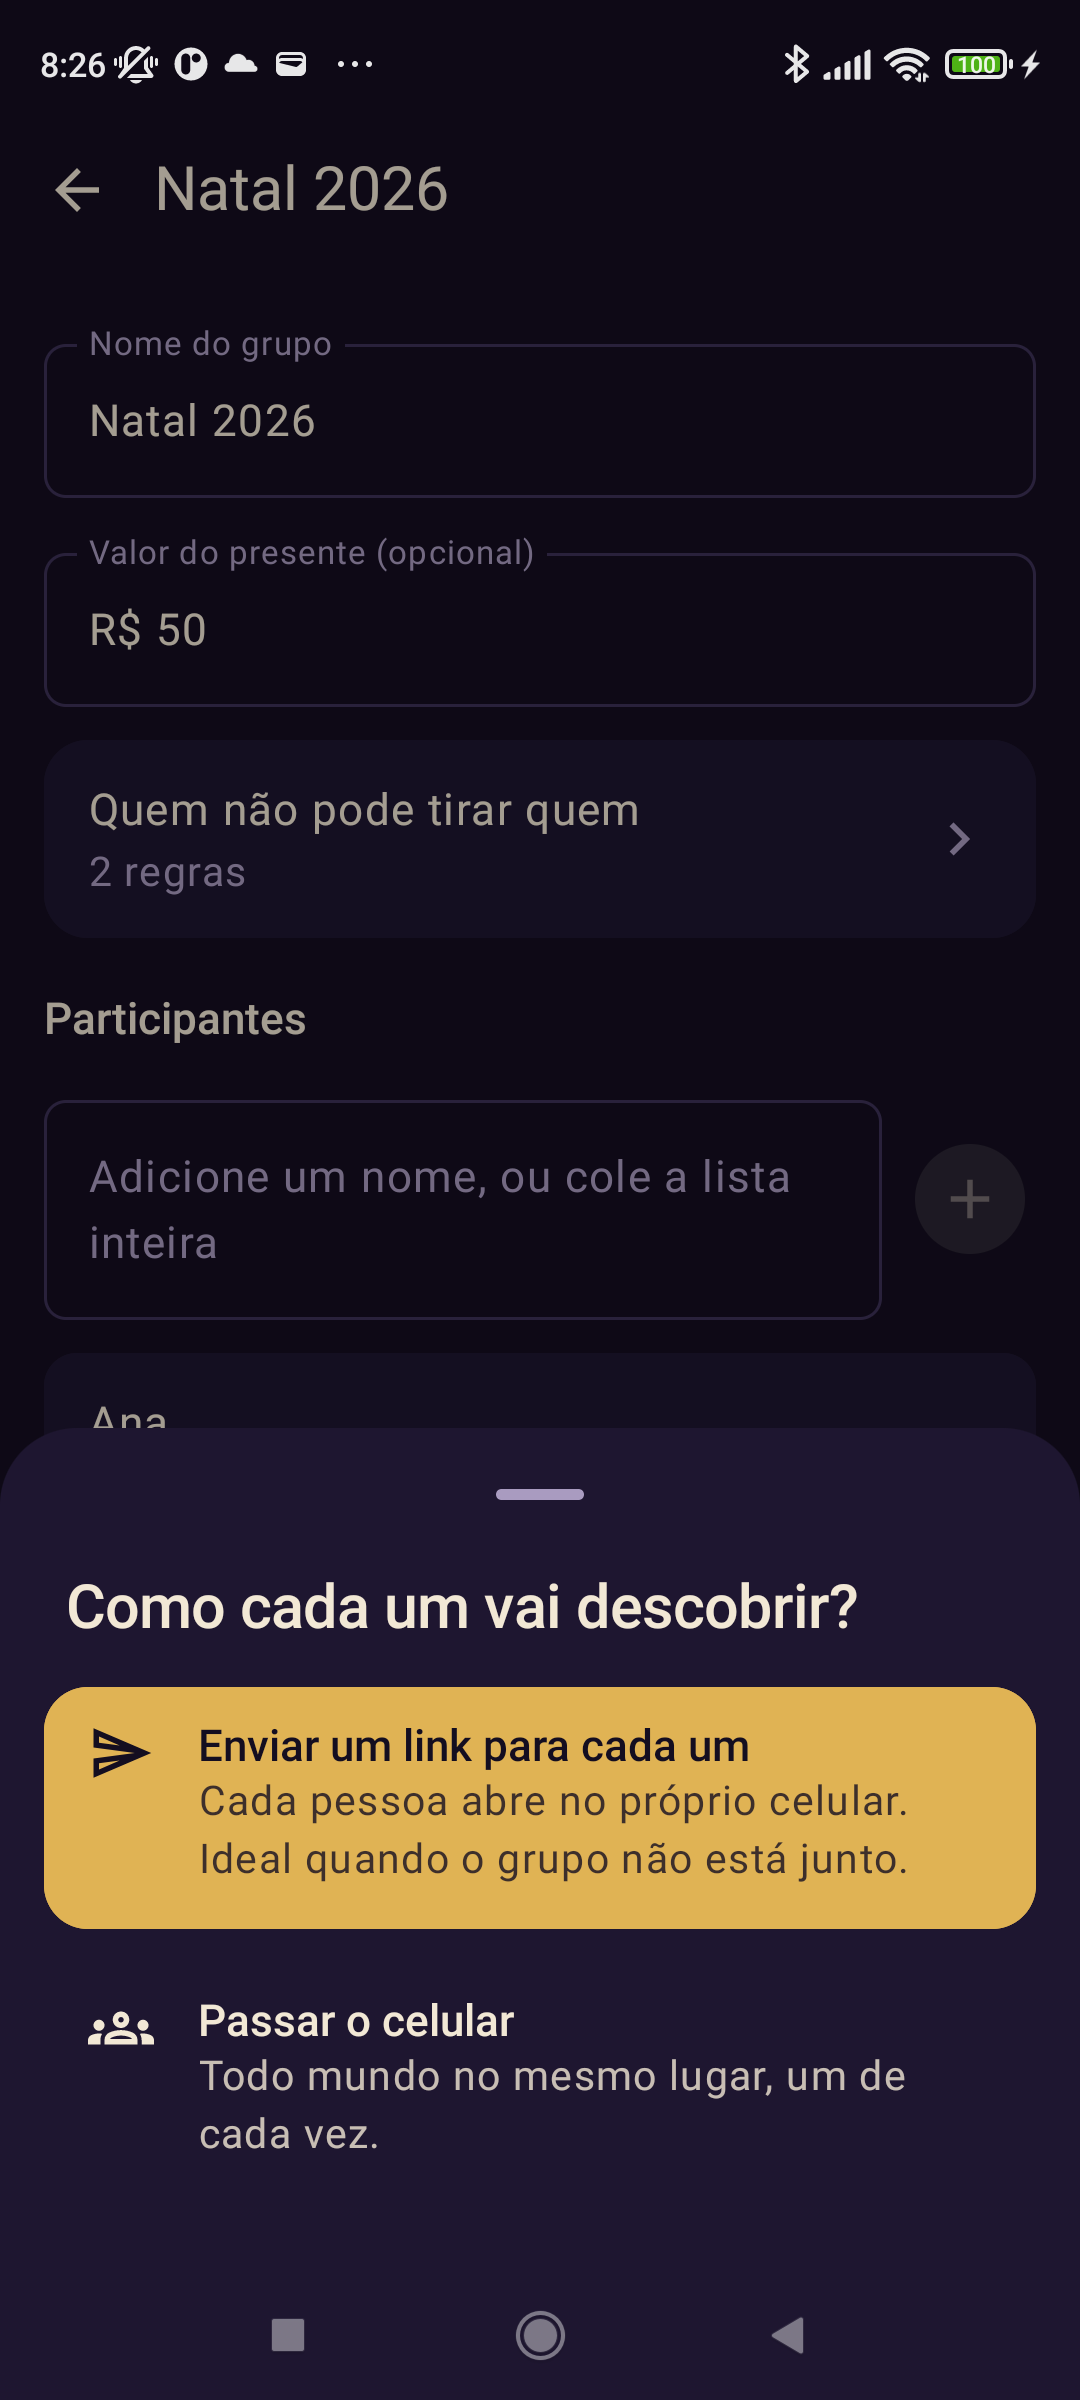 8:26
100
Natal 2026
Nome do grupo
Natal 2026
Valor do presente (opcional)
R$ 50
Quem não pode tirar quem
2 regras
Participantes
Adicione um nome, ou cole a lista
inteira
Ana
Como cada um vai descobrir?
Enviar um link para cada um
Cada pessoa abre no próprio celular.
Ideal quando o grupo não está junto.
Passar o celular
Todo mundo no mesmo lugar, um de
cada vez.